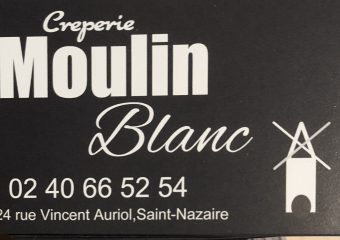 Creperie
Moulin
Blanc
02 40 66 52 54
24 rue Vincent Auriol,Saint-Nazaire